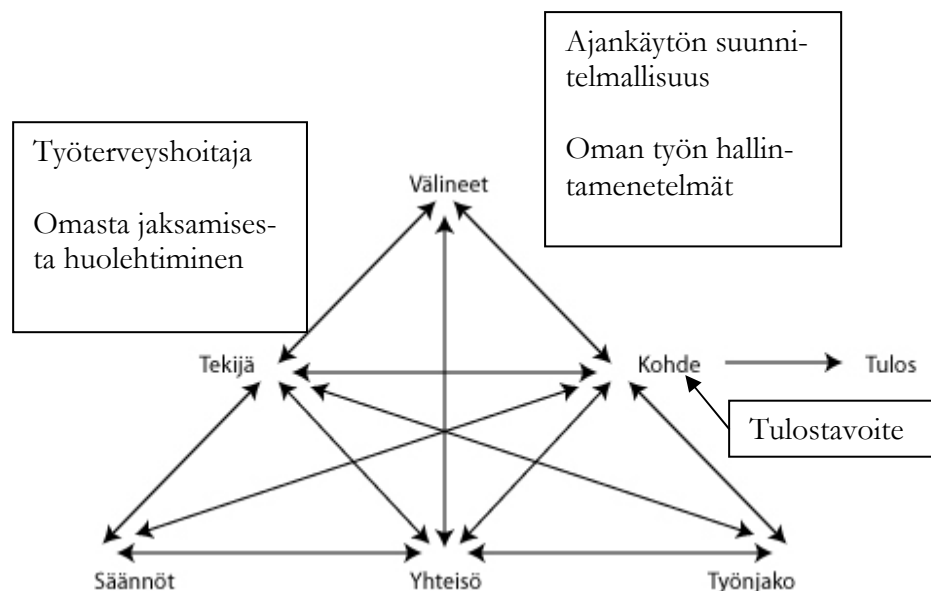 Ajankäytön suunni-
telmallisuus
Oman työn hallin-
tamenetelmät
Työterveyshoitaja
Omasta jaksamises-
ta huolehtiminen
Välineet
Tekijä
Kohde
Tulos
Tulostavoite
Säännöt
Yhteisö
Työnjako